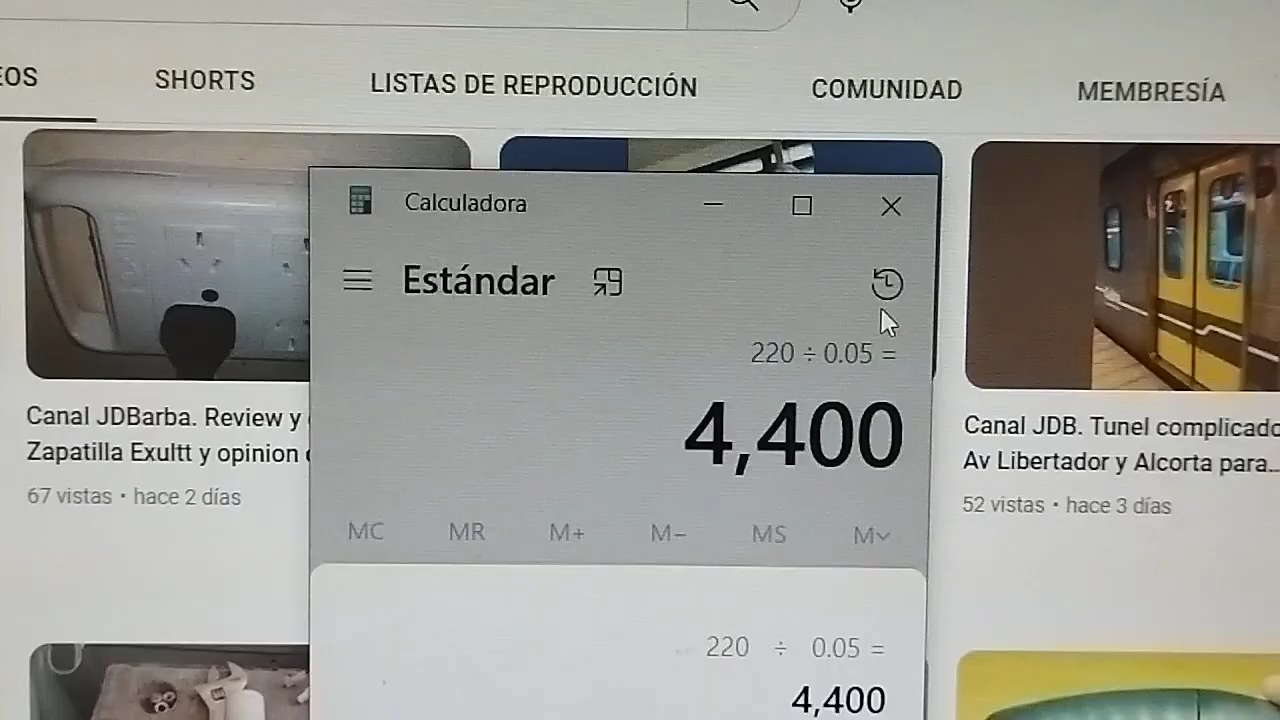 EOS
SHORTS
LISTAS DE REPRODUCCIÓN
COMUNIDAD
MEMBRESÍA
Calculadora
Estándar
220 ÷ 0.05 =
4,400
MC
MR
M+
M-
MS
M
220 ÷ 0.05 =
4,400
Canal JDBarba. Review y
Zapatilla Exultt y opinion
67 vistas • hace 2 días
Canal JDB. Tunel complicado
Av Libertador y Alcorta para...
52 vistas • hace 3 días